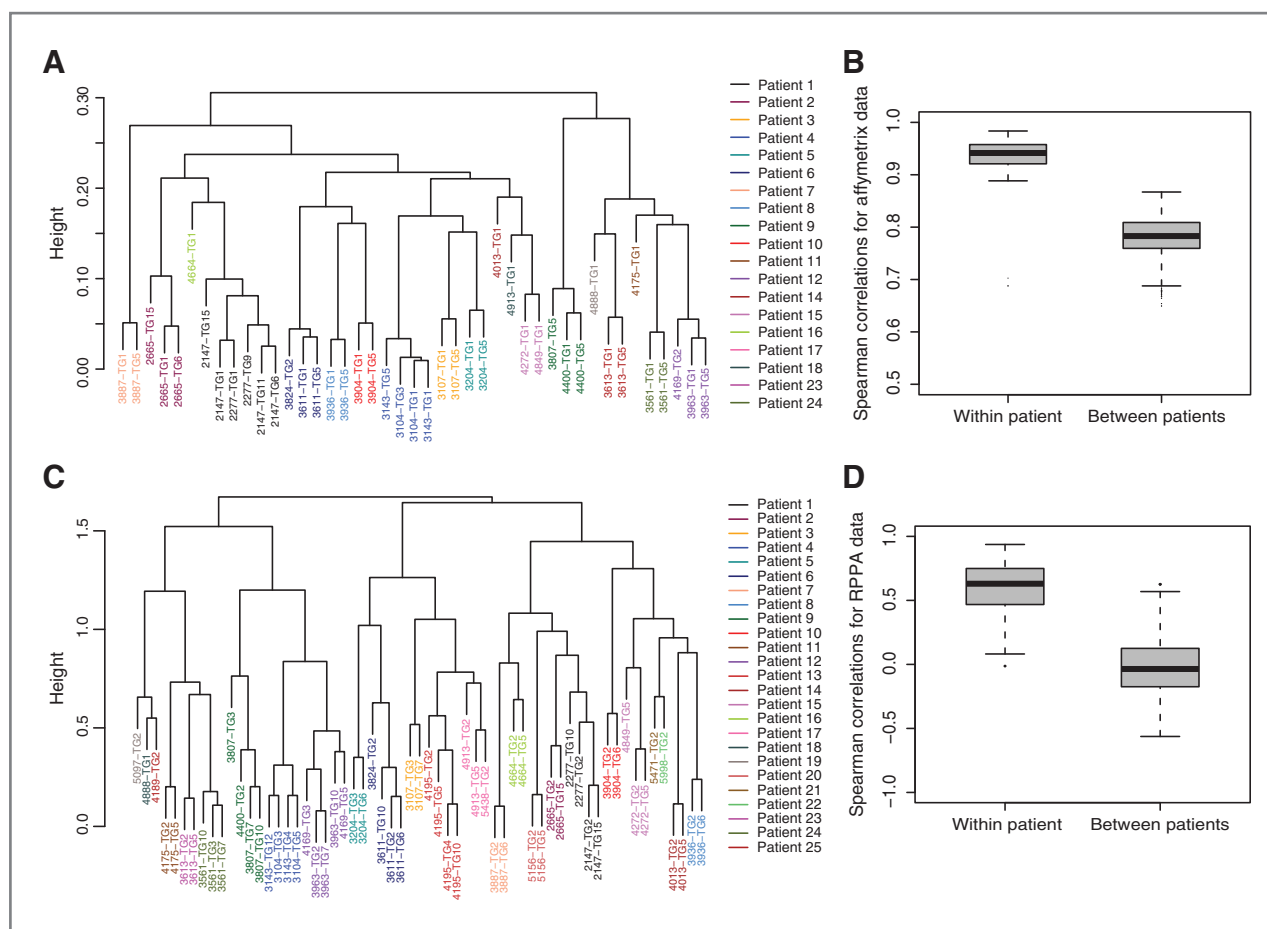 A
Height
0.30
0.20
0.10
0.00
3887–TG1
3887–TG5
2665–TG15
2665–TG1
2665–TG6
4664–TG1
2147–TG15
2147–TG1
2277–TG1
2277–TG9
2147–TG11
2147–TG6
3824–TG2
3611–TG1
3611–TG5
3936–TG1
3936–TG5
3904–TG1
3904–TG5
3143–TG5
3104–TG3
3104–TG1
3143–TG1
3107–TG1
3107–TG5
3204–TG1
3204–TG5
4013–TG1
4913–TG1
4272–TG1
4849–TG1
3807–TG5
4400–TG1
4400–TG5
4888–TG1
3613–TG1
3613–TG5
4175–TG1
3561–TG1
3561–TG5
4169–TG2
3963–TG1
3963–TG5
Patient 1
Patient 2
Patient 3
Patient 4
Patient 5
Patient 6
Patient 7
Patient 8
Patient 9
Patient 10
Patient 11
Patient 12
Patient 14
Patient 15
Patient 16
Patient 17
Patient 18
Patient 23
Patient 24
B
Spearman correlations for affymetrix data
1.0
0.9
0.8
0.7
0.6
0.5
Within patient
Between patients
C
Height
1.5
1.0
0.5
0.0
5097–TG2
4888–TG1
4189–TG2
4175–TG2
4175–TG5
3613–TG2
3613–TG5
3561–TG10
3561–TG3
3561–TG7
3807–TG3
4400–TG2
3807–TG7
3807–TG10
3143–TG12
3104–TG3
3143–TG4
3104–TG5
4169–TG3
3963–TG2
3963–TG7
3963–TG10
4169–TG5
3204–TG3
3204–TG6
3824–TG2
3611–TG10
3611–TG2
3611–TG6
3107–TG3
3107–TG7
4195–TG2
4195–TG5
4195–TG4
4195–TG10
4913–TG2
4913–TG5
5438–TG2
3887–TG2
3887–TG6
4664–TG2
4664–TG5
5156–TG2
5156–TG5
2665–TG2
2665–TG15
2277–TG10
2277–TG2
2147–TG2
2147–TG15
3904–TG2
3904–TG6
4849–TG5
4272–TG2
4272–TG5
5471–TG2
5998–TG2
4013–TG2
4013–TG5
3936–TG2
3936–TG6
Patient 1
Patient 2
Patient 3
Patient 4
Patient 5
Patient 6
Patient 7
Patient 8
Patient 9
Patient 10
Patient 11
Patient 12
Patient 13
Patient 14
Patient 15
Patient 16
Patient 17
Patient 18
Patient 19
Patient 20
Patient 21
Patient 22
Patient 23
Patient 24
Patient 25
D
Spearman correlations for RPPA data
1.0
0.5
0.0
−0.5
−1.0
Within patient
Between patients